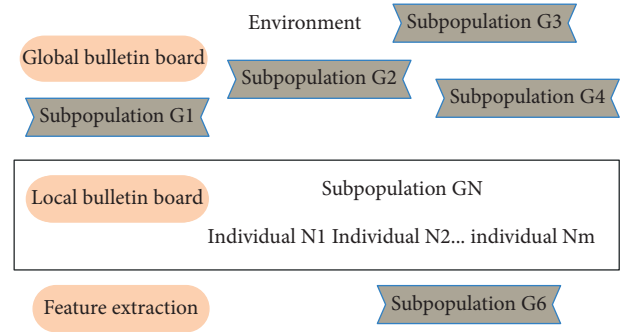 Environment
Subpopulation G3
Global bulletin board
Subpopulation G2
Subpopulation G4
Subpopulation G1
Local bulletin board
Subpopulation GN
Individual N1 Individual N2... individual Nm
Feature extraction
Subpopulation G6